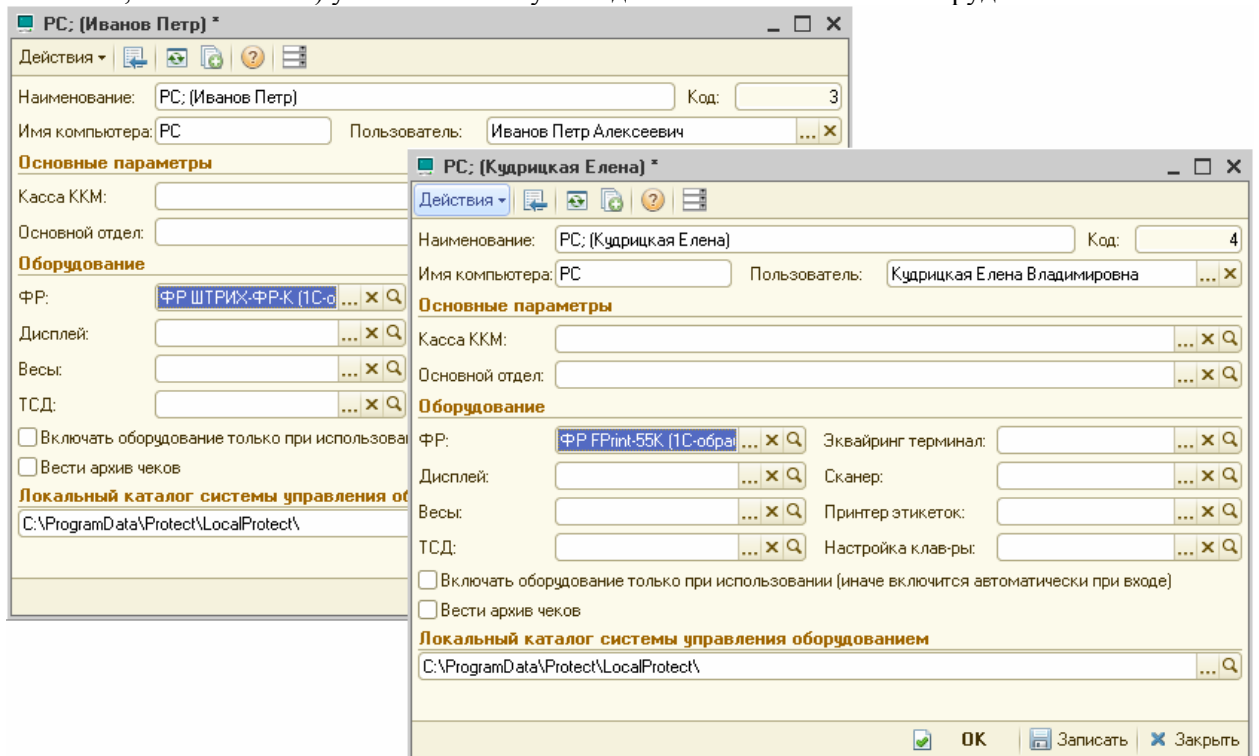 РС; (Иванов Петр) *
Действия
Наименование: РС; (Иванов Петр) Код: 3
Имя компьютера: РС Пользователь: Иванов Петр Алексеевич ...
Основные параметры
Касса ККМ:
Основной отдел:
Оборудование
ФР: ФР ШТРИХ-ФР-К (1С-о ...
Дисплей: ...
Весы: ...
ТСД: ...
Включать оборудование только при использова
Вести архив чеков
Локальный каталог системы управления об
C:\ProgramData\Protect\LocalProtect\
РС; (Кудрицкая Елена) *
Действия
Наименование: РС; (Кудрицкая Елена) Код: 4
Имя компьютера: РС Пользователь: Кудрицкая Елена Владимировна ...
Основные параметры
Касса ККМ: ...
Основной отдел: ...
Оборудование
ФР: ФР FPrint-55К (1С-обра ... Эквайринг терминал: ...
Дисплей: ... Сканер: ...
Весы: ... Принтер этикеток: ...
ТСД: ... Настройка клав-ры: ...
Включать оборудование только при использовании (иначе включится автоматически при входе)
Вести архив чеков
Локальный каталог системы управления оборудованием
C:\ProgramData\Protect\LocalProtect\ ...
OK Записать Закрыть